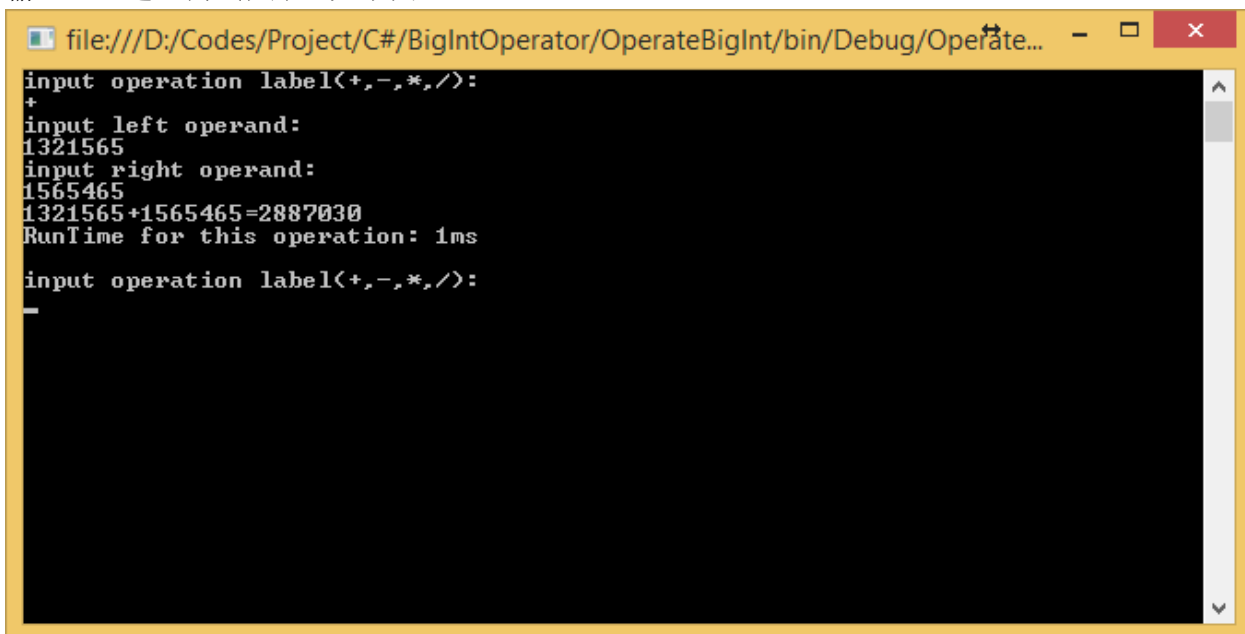 file:///D:/Codes/Project/C#/BigIntOperator/OperateBigInt/bin/Debug/Operate...
input operation label(+,-,*,/):
+
input left operand:
1321565
input right operand:
1565465
1321565+1565465=2887030
RunTime for this operation: 1ms
input operation label(+,-,*,/):